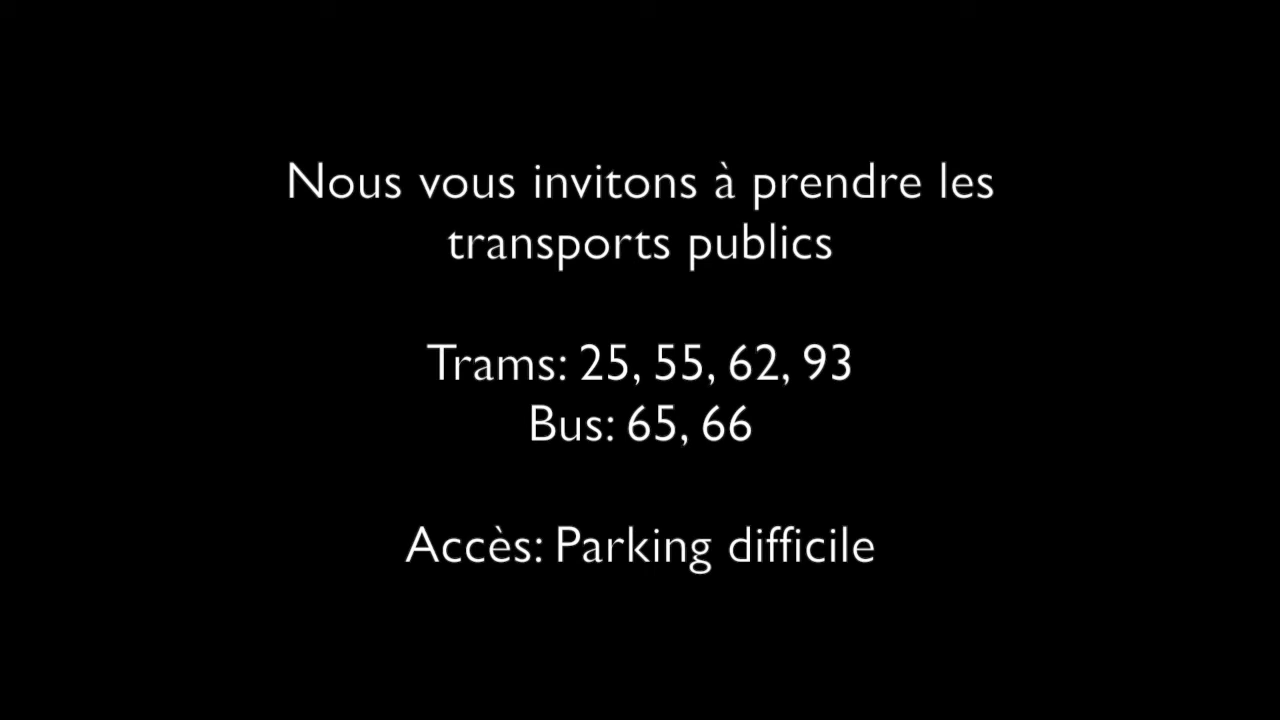 Nous vous invitons à prendre les
transports publics
Trams: 25, 55, 62, 93
Bus: 65, 66
Accès: Parking difficile